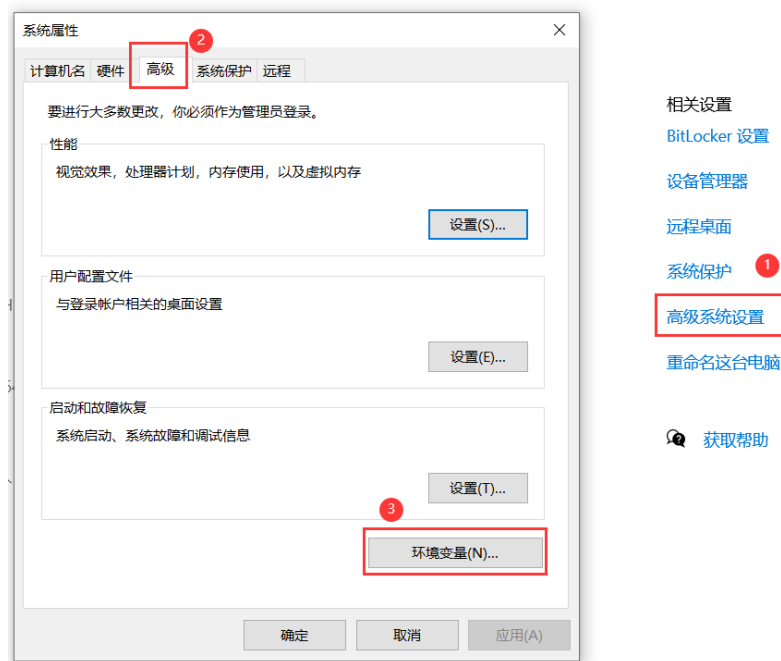 系统属性
2
计算机名 硬件 高级 系统保护 远程
要进行大多数更改，你必须作为管理员登录。
性能
视觉效果，处理器计划，内存使用，以及虚拟内存
设置(S)...
用户配置文件
与登录帐户相关的桌面设置
设置(E)...
启动和故障恢复
系统启动、系统故障和调试信息
设置(T)...
3
环境变量(N)...
确定 取消 应用(A)
相关设置
BitLocker 设置
设备管理器
远程桌面
系统保护
1
高级系统设置
重命名这台电脑
获取帮助